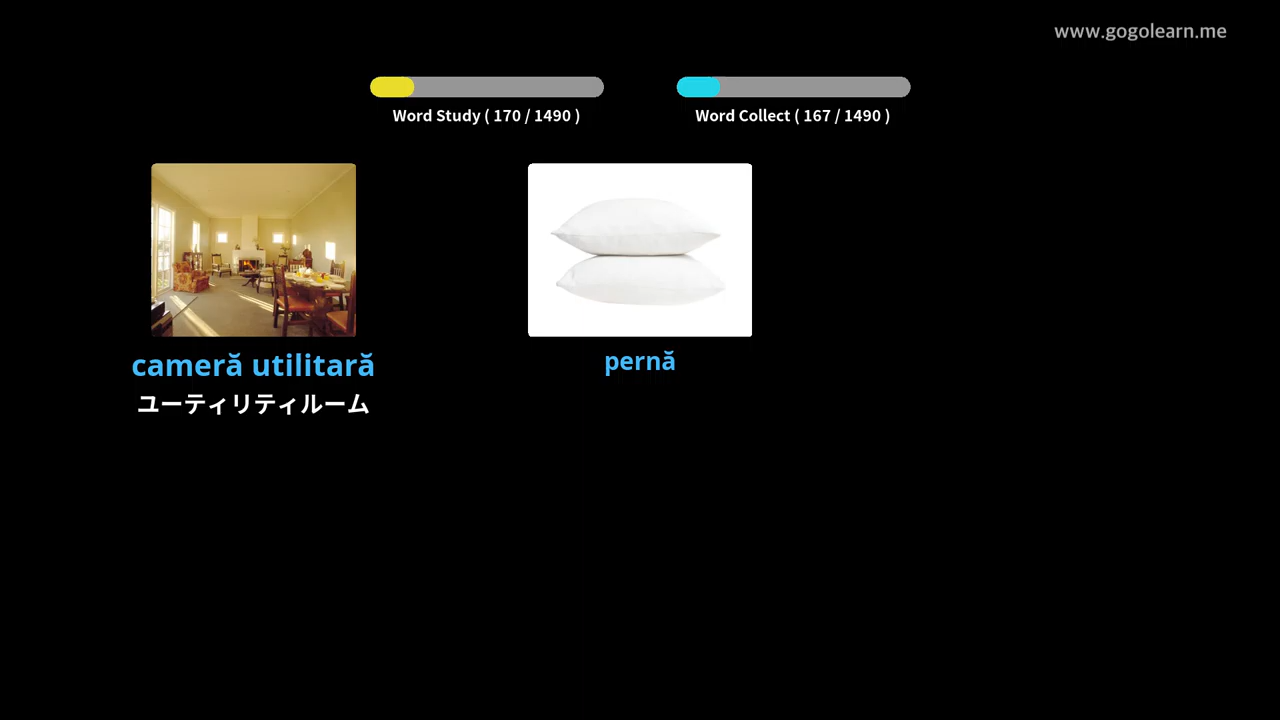 www.gogolearn.me
Word Study ( 170 / 1490 )
Word Collect ( 167 / 1490 )
cameră utilitară
ユーティリティルーム
pernă